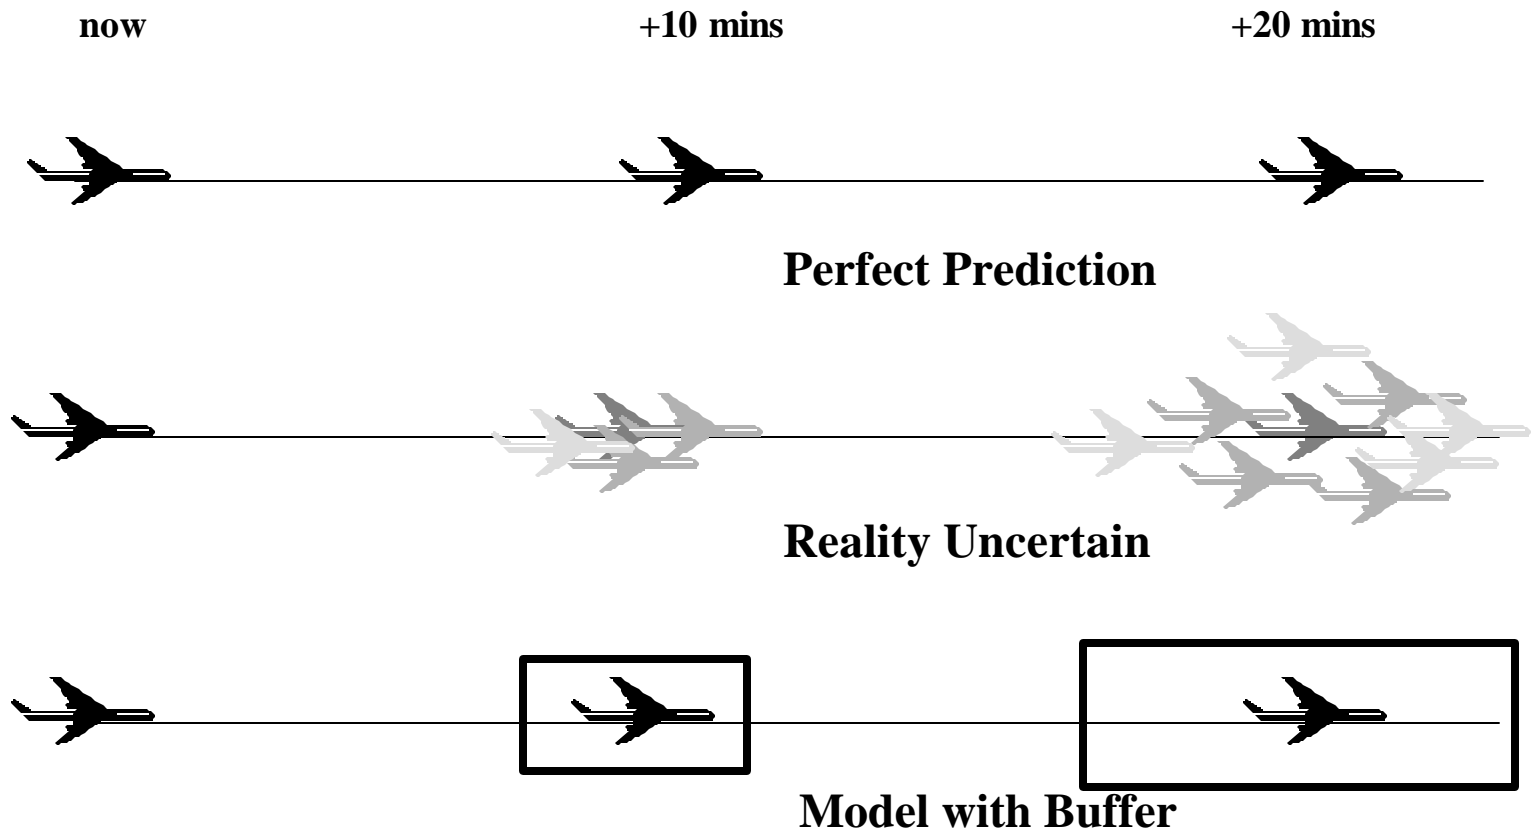 now +10 mins +20 mins
Perfect Prediction
Reality Uncertain
Model with Buffer